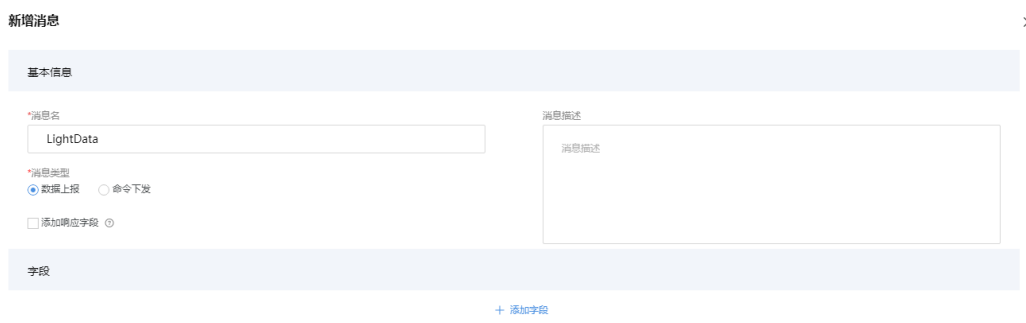 新增消息
基本信息
*消息名
LightData
*消息类型
数据上报 命令下发
添加响应字段
消息描述
消息描述
字段
+ 添加字段